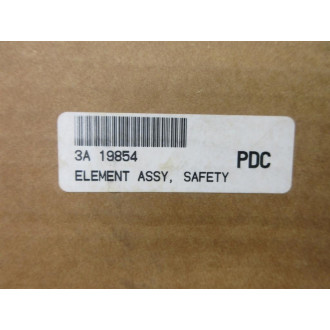 3A 19854 PDC
ELEMENT ASSY, SAFETY